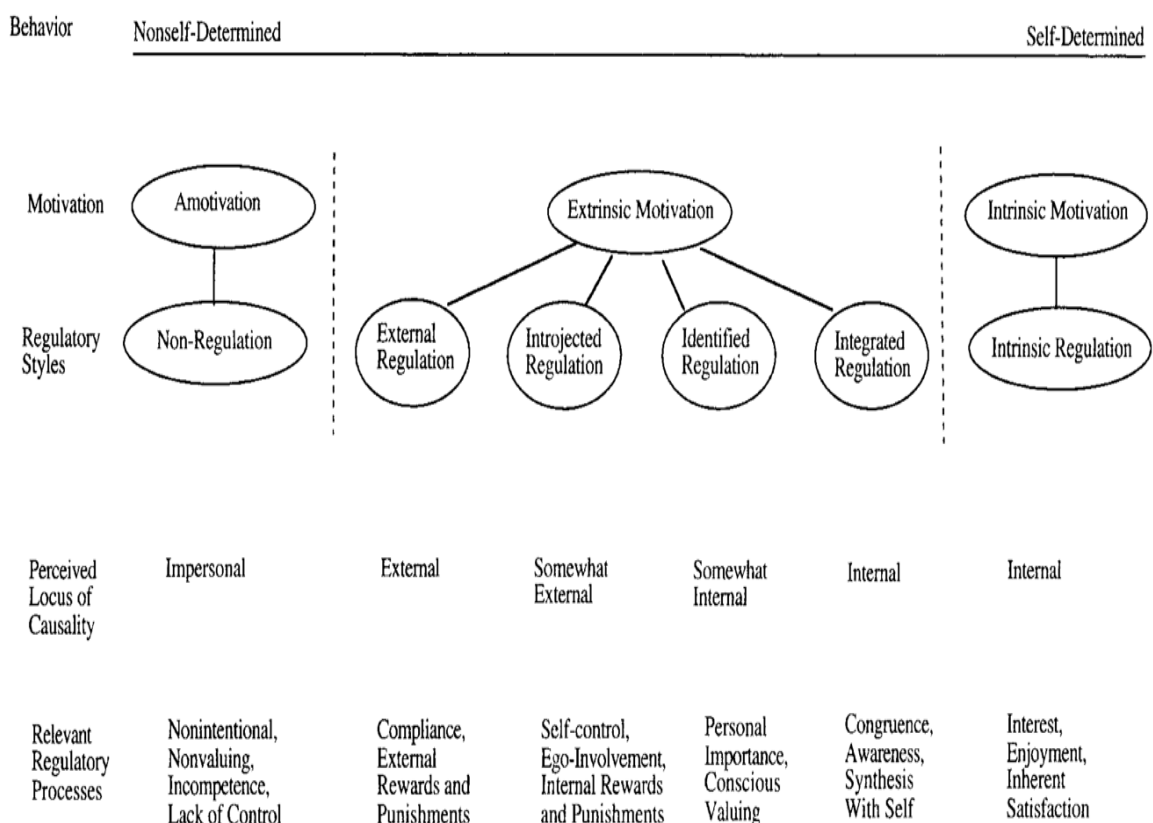 Behavior
Nonself-Determined
Self-Determined
Motivation
Amotivation
Extrinsic Motivation
Intrinsic Motivation
Regulatory
Styles
Non-Regulation
External
Regulation
Introjected
Regulation
Identified
Regulation
Integrated
Regulation
Intrinsic Regulation
Perceived
Locus of
Causality
Impersonal
External
Somewhat
External
Somewhat
Internal
Internal
Internal
Relevant
Regulatory
Processes
Nonintentional,
Nonvaluing,
Incompetence,
Lack of Control
Compliance,
External
Rewards and
Punishments
Self-control,
Ego-Involvement,
Internal Rewards
and Punishments
Personal
Importance,
Conscious
Valuing
Congruence,
Awareness,
Synthesis
With Self
Interest,
Enjoyment,
Inherent
Satisfaction